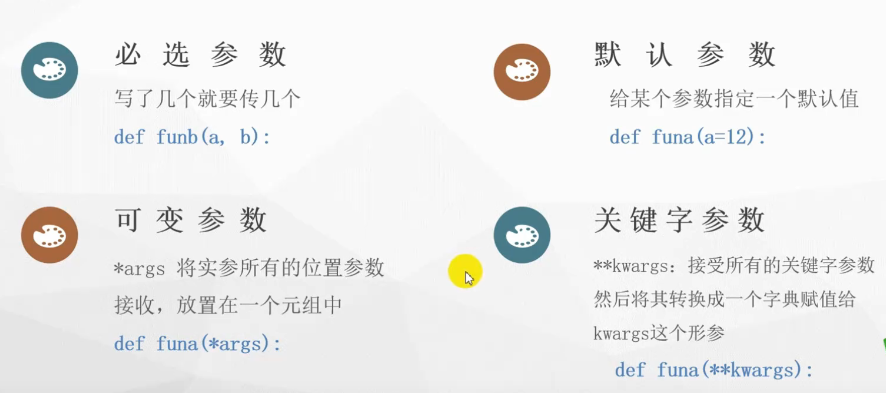 必选参数
写了几个就要传几个
def funb(a, b):
默认参数
给某个参数指定一个默认值
def funa(a=12):
可变参数
*args 将实参所有的位置参数
接收，放置在一个元组中
def funa(*args):
关键字参数
**kwargs：接受所有的关键字参数
然后将其转换成一个字典赋值给
kwargs这个形参
def funa(**kwargs):